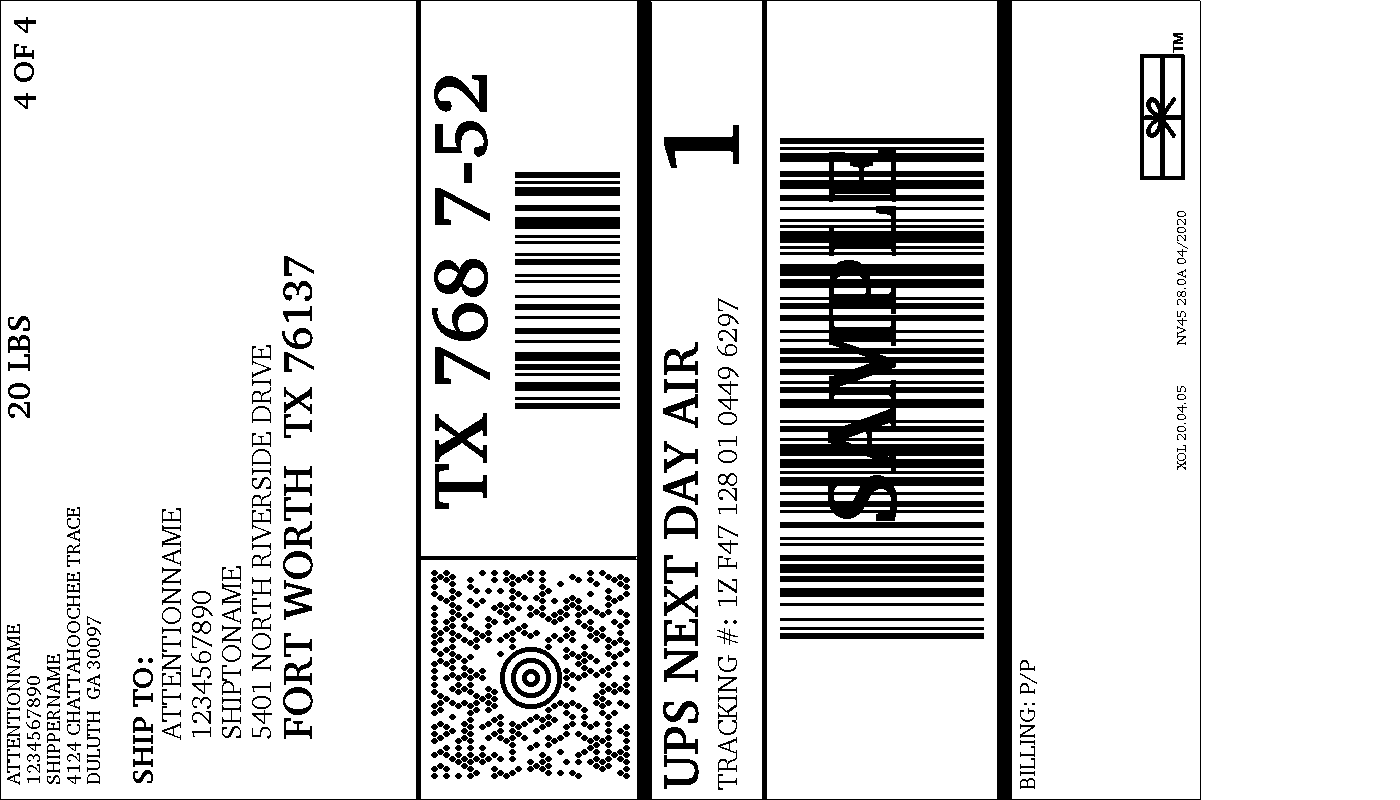 ATTENTIONNAME
1234567890
SHIPPERNAME
4124 CHATTAHOOCHEE TRACE
DULUTH GA 30097
20 LBS
4 OF 4
SHIP TO:
ATTENTIONNAME
1234567890
SHIPTONAME
5401 NORTH RIVERSIDE DRIVE
FORT WORTH TX 76137
TX 768 7-52
UPS NEXT DAY AIR
1
TRACKING #: 1Z F47 128 01 0449 6297
SAMPLE
BILLING: P/P
XOL 20.04.05 NV45 28.0A 04/2020
TM